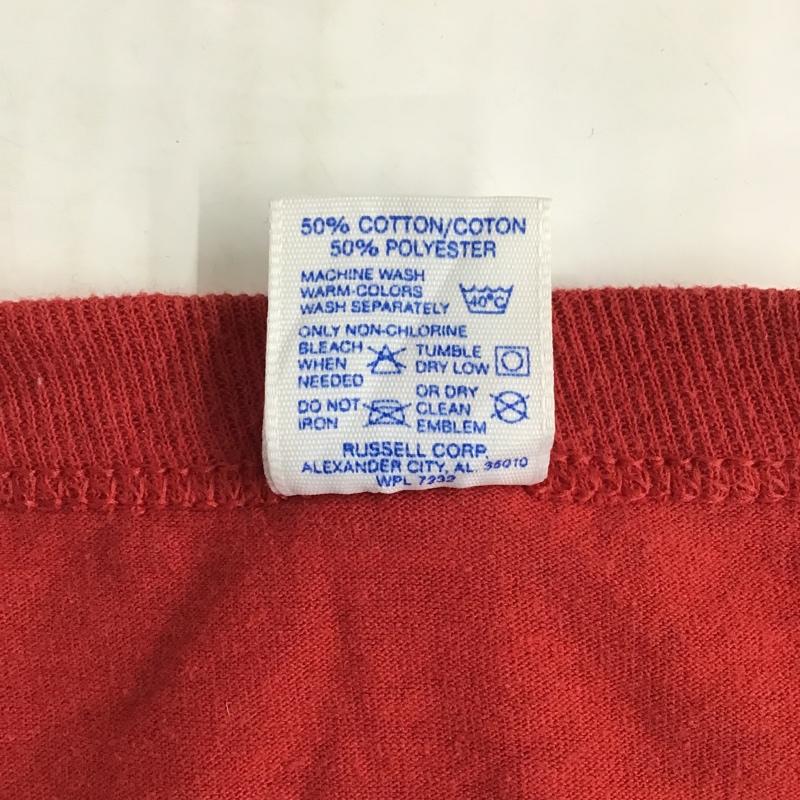 50% COTTON/COTON
50% POLYESTER
MACHINE WASH
WARM-COLORS
WASH SEPARATELY
40°C
ONLY NON-CHLORINE
BLEACH
WHEN
NEEDED
TUMBLE
DRY LOW
DO NOT
IRON
OR DRY
CLEAN
EMBLEM
RUSSELL CORP.
ALEXANDER CITY, AL. 35010
WPL 7232